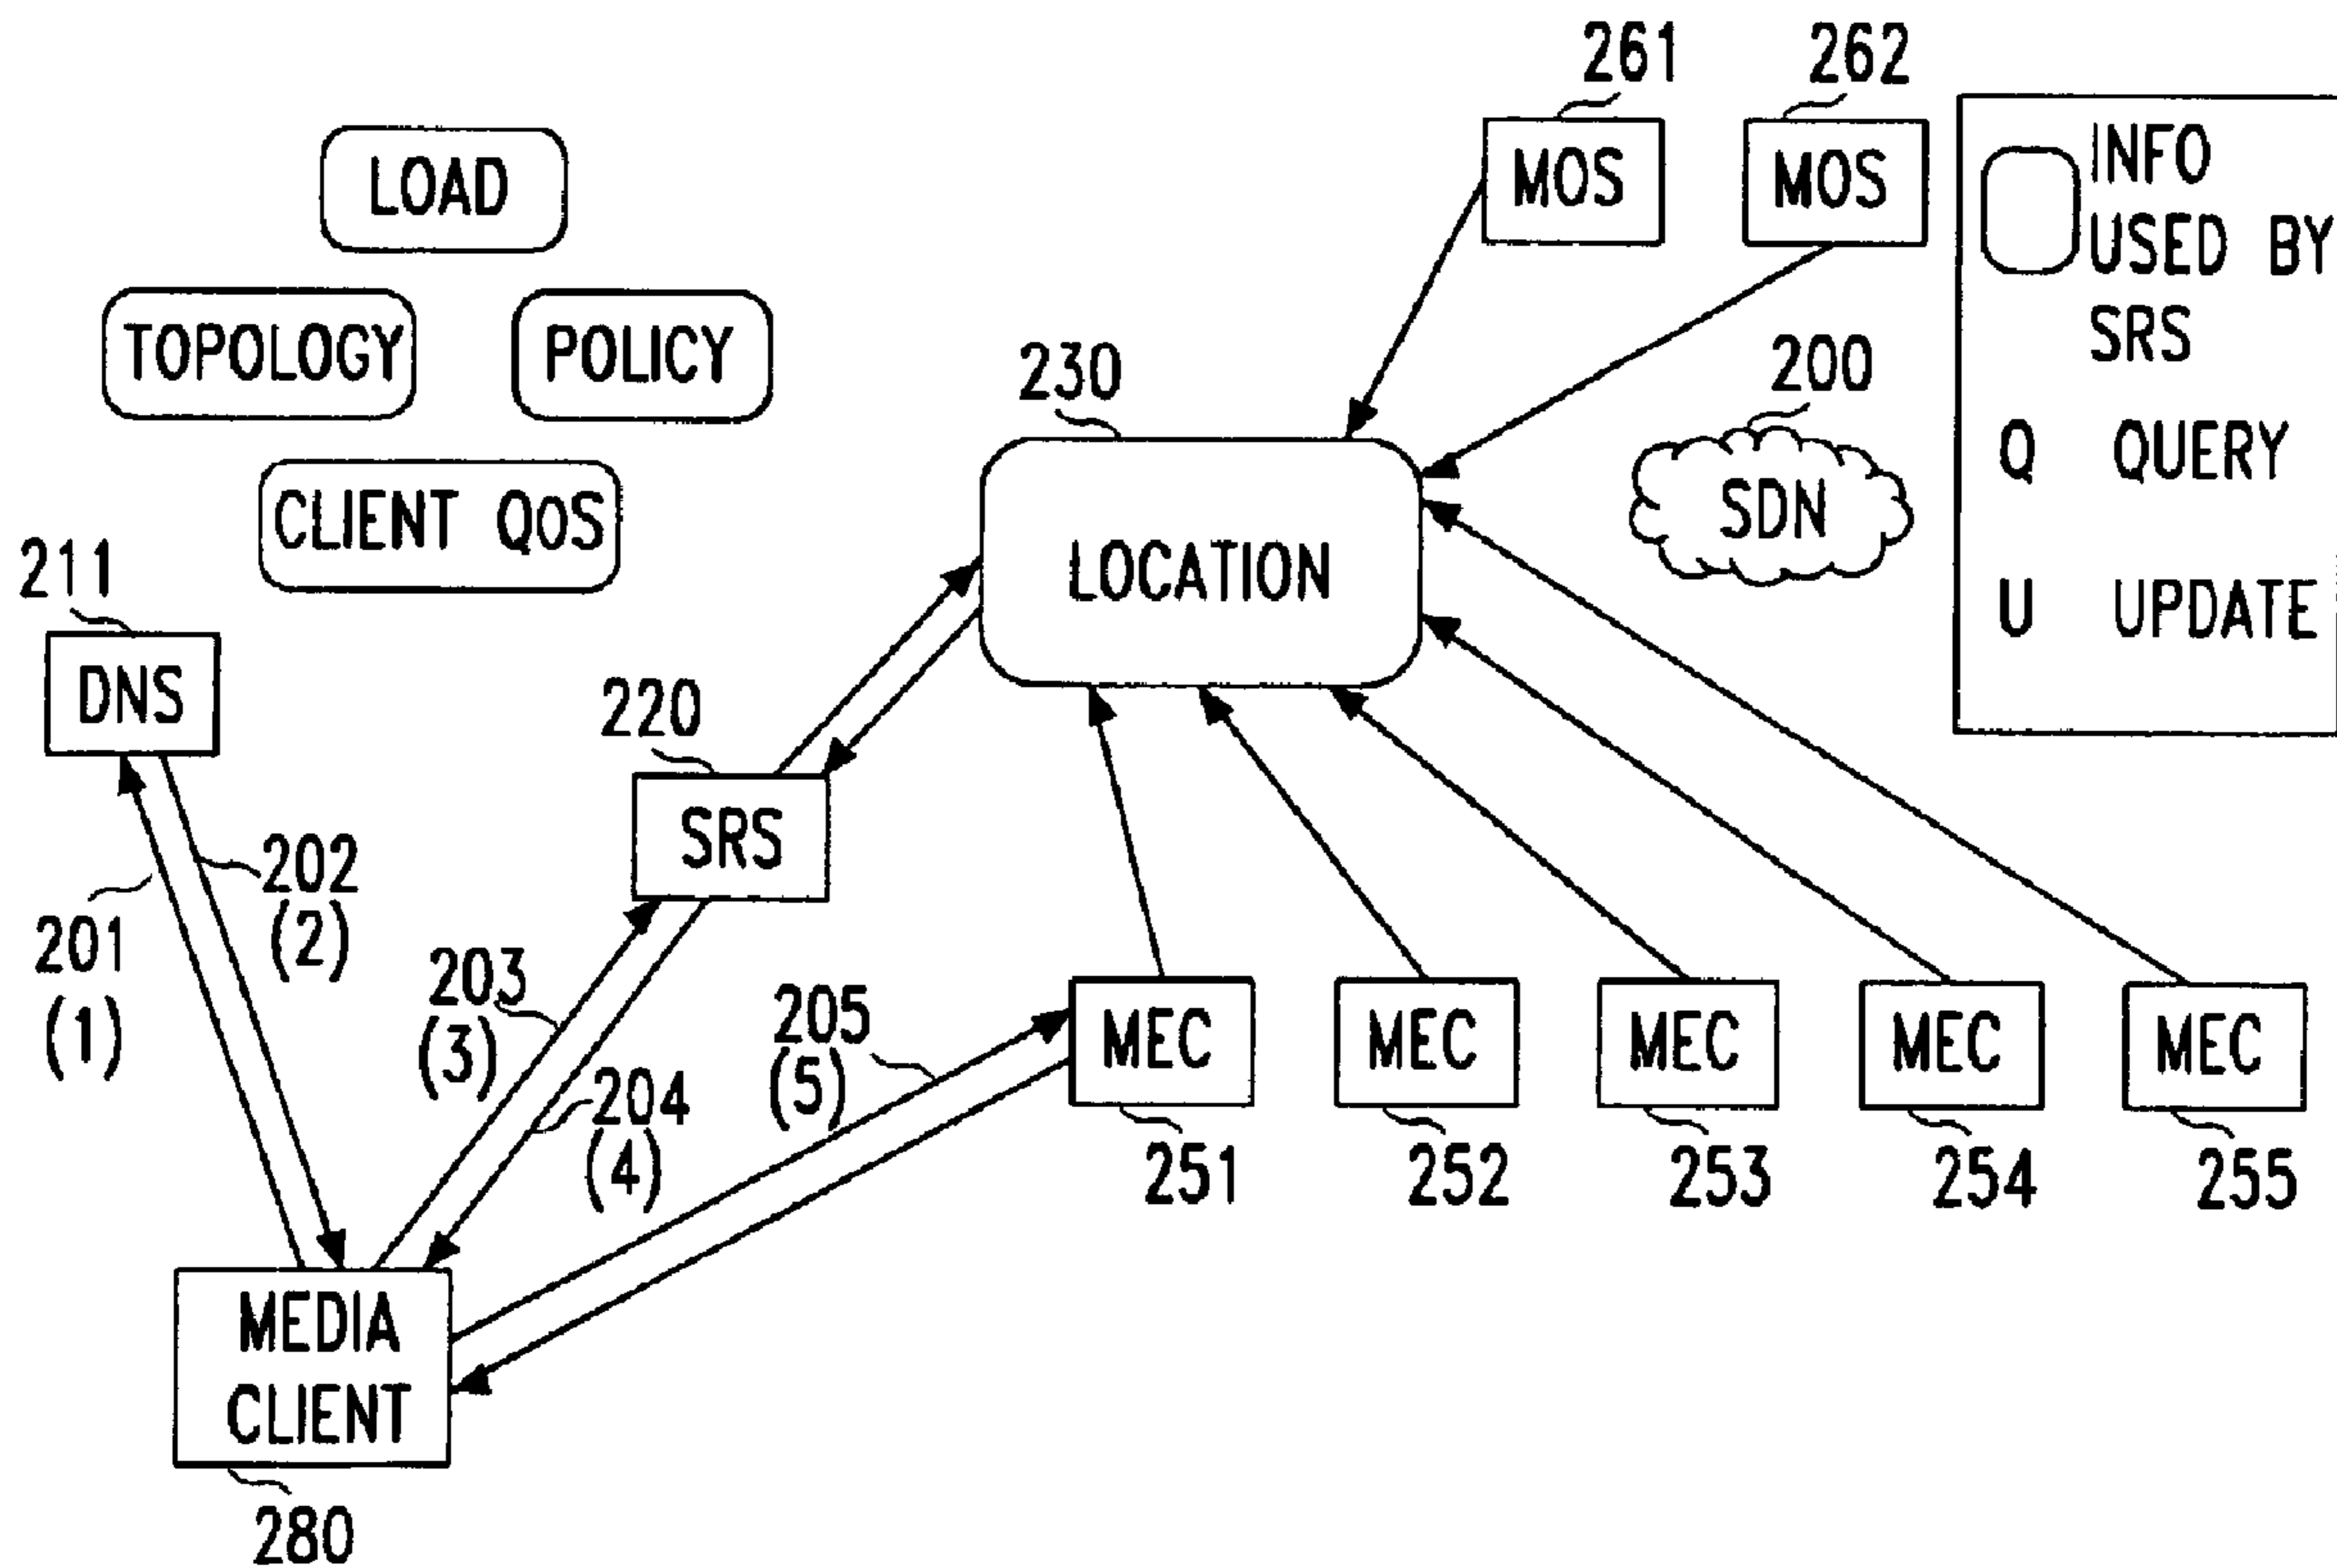 261
262
MOS
MOS
INFO
USED BY
SRS
Q QUERY
U UPDATE
LOAD
TOPOLOGY
POLICY
CLIENT QOS
230
200
SDN
LOCATION
211
DNS
220
SRS
201
(1)
202
(2)
203
(3)
204
(4)
205
(5)
MEC
MEC
MEC
MEC
MEC
251
252
253
254
255
MEDIA
CLIENT
280